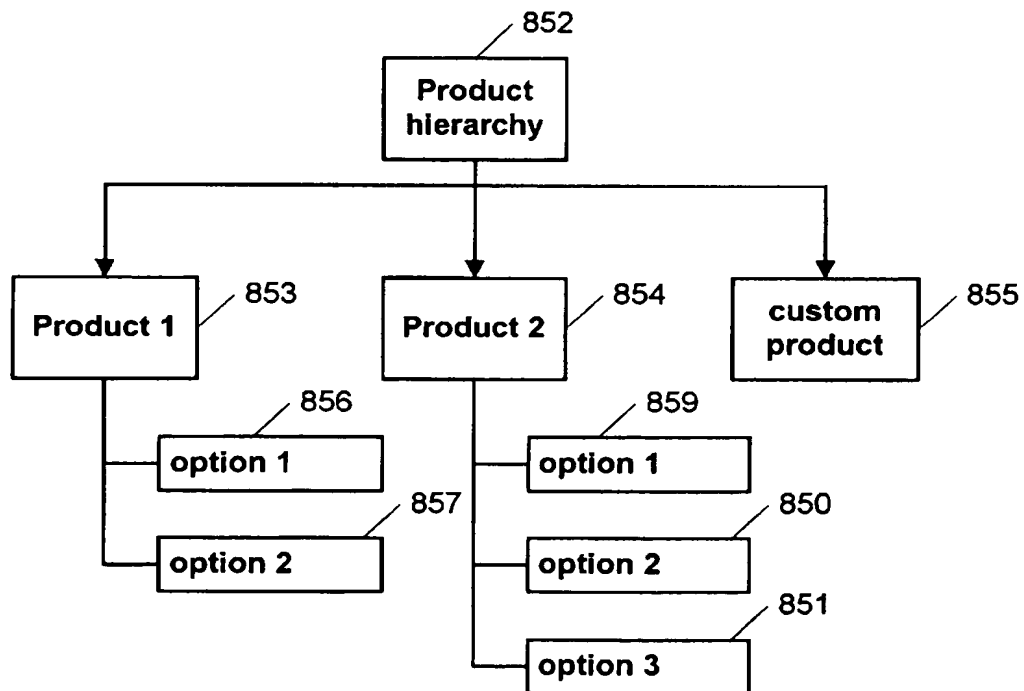 852
Product
hierarchy
853
Product 1
854
Product 2
855
custom
product
856
option 1
857
option 2
859
option 1
850
option 2
851
option 3